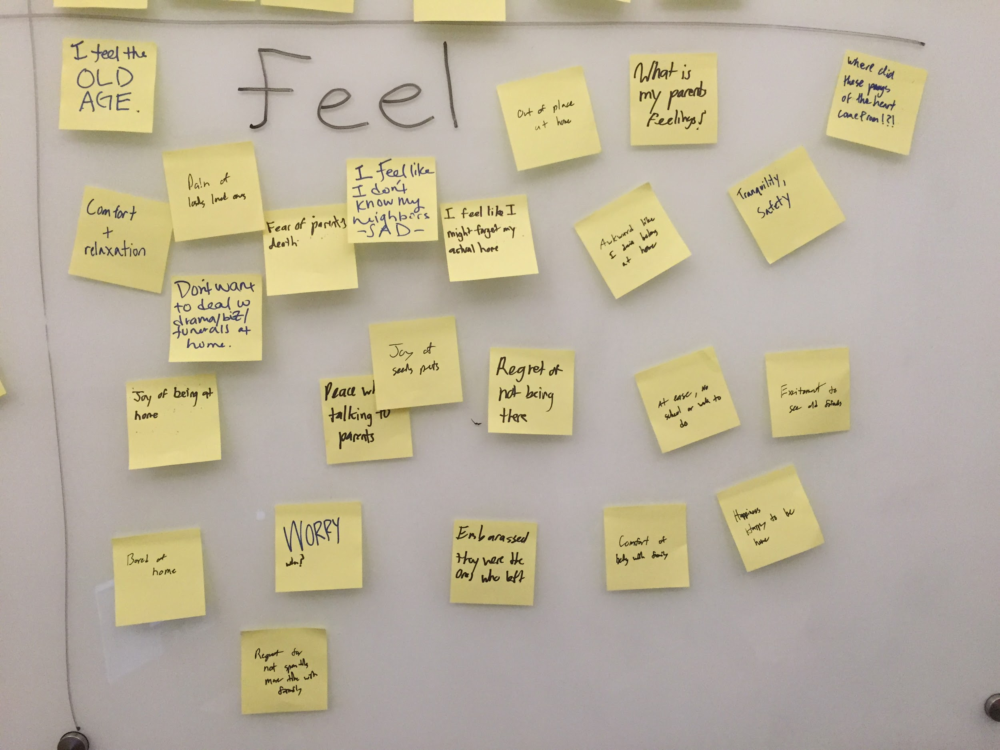 Feel
I feel the
OLD
AGE.
Out of place
at home
What is
my parents
feelings?
Where did
these pangs
of the heart
come from!?!
Pain of
losing loved ones
I feel like
I don't
know my
neighbors
-SAD-
Comfort
+
relaxation
Fear of parents
death
I feel like I
might forget my
actual home
Awkward like
I don't belong
at home
Tranquility,
Safety
Don't want
to deal w
drama/biz/
funerals at
home.
Joy of
seeing pets
Joy of being at
home
Peace w/
talking to
parents
Regret of
not being
there
At ease, no
school or work to
do
Excitement to
see old friends
Bored at
home
WORRY
when?
Embarassed
they were the
ones who left
Comfort of
being with family
Happiness
Happy to be
home
Regret for
not spending
more time with
family